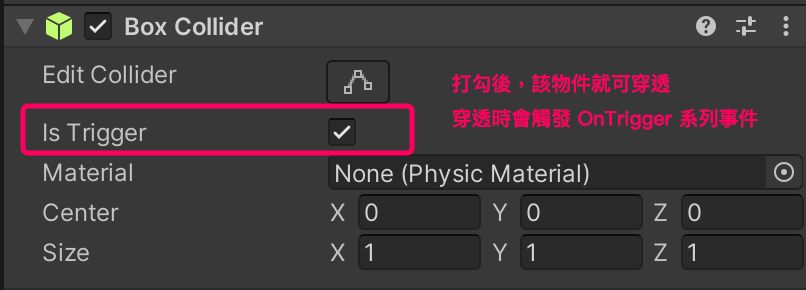 Box Collider
Edit Collider
打勾後，該物件就可穿透
穿透時會觸發 OnTrigger 系列事件
Is Trigger
Material None (Physic Material)
Center X 0 Y 0 Z 0
Size X 1 Y 1 Z 1